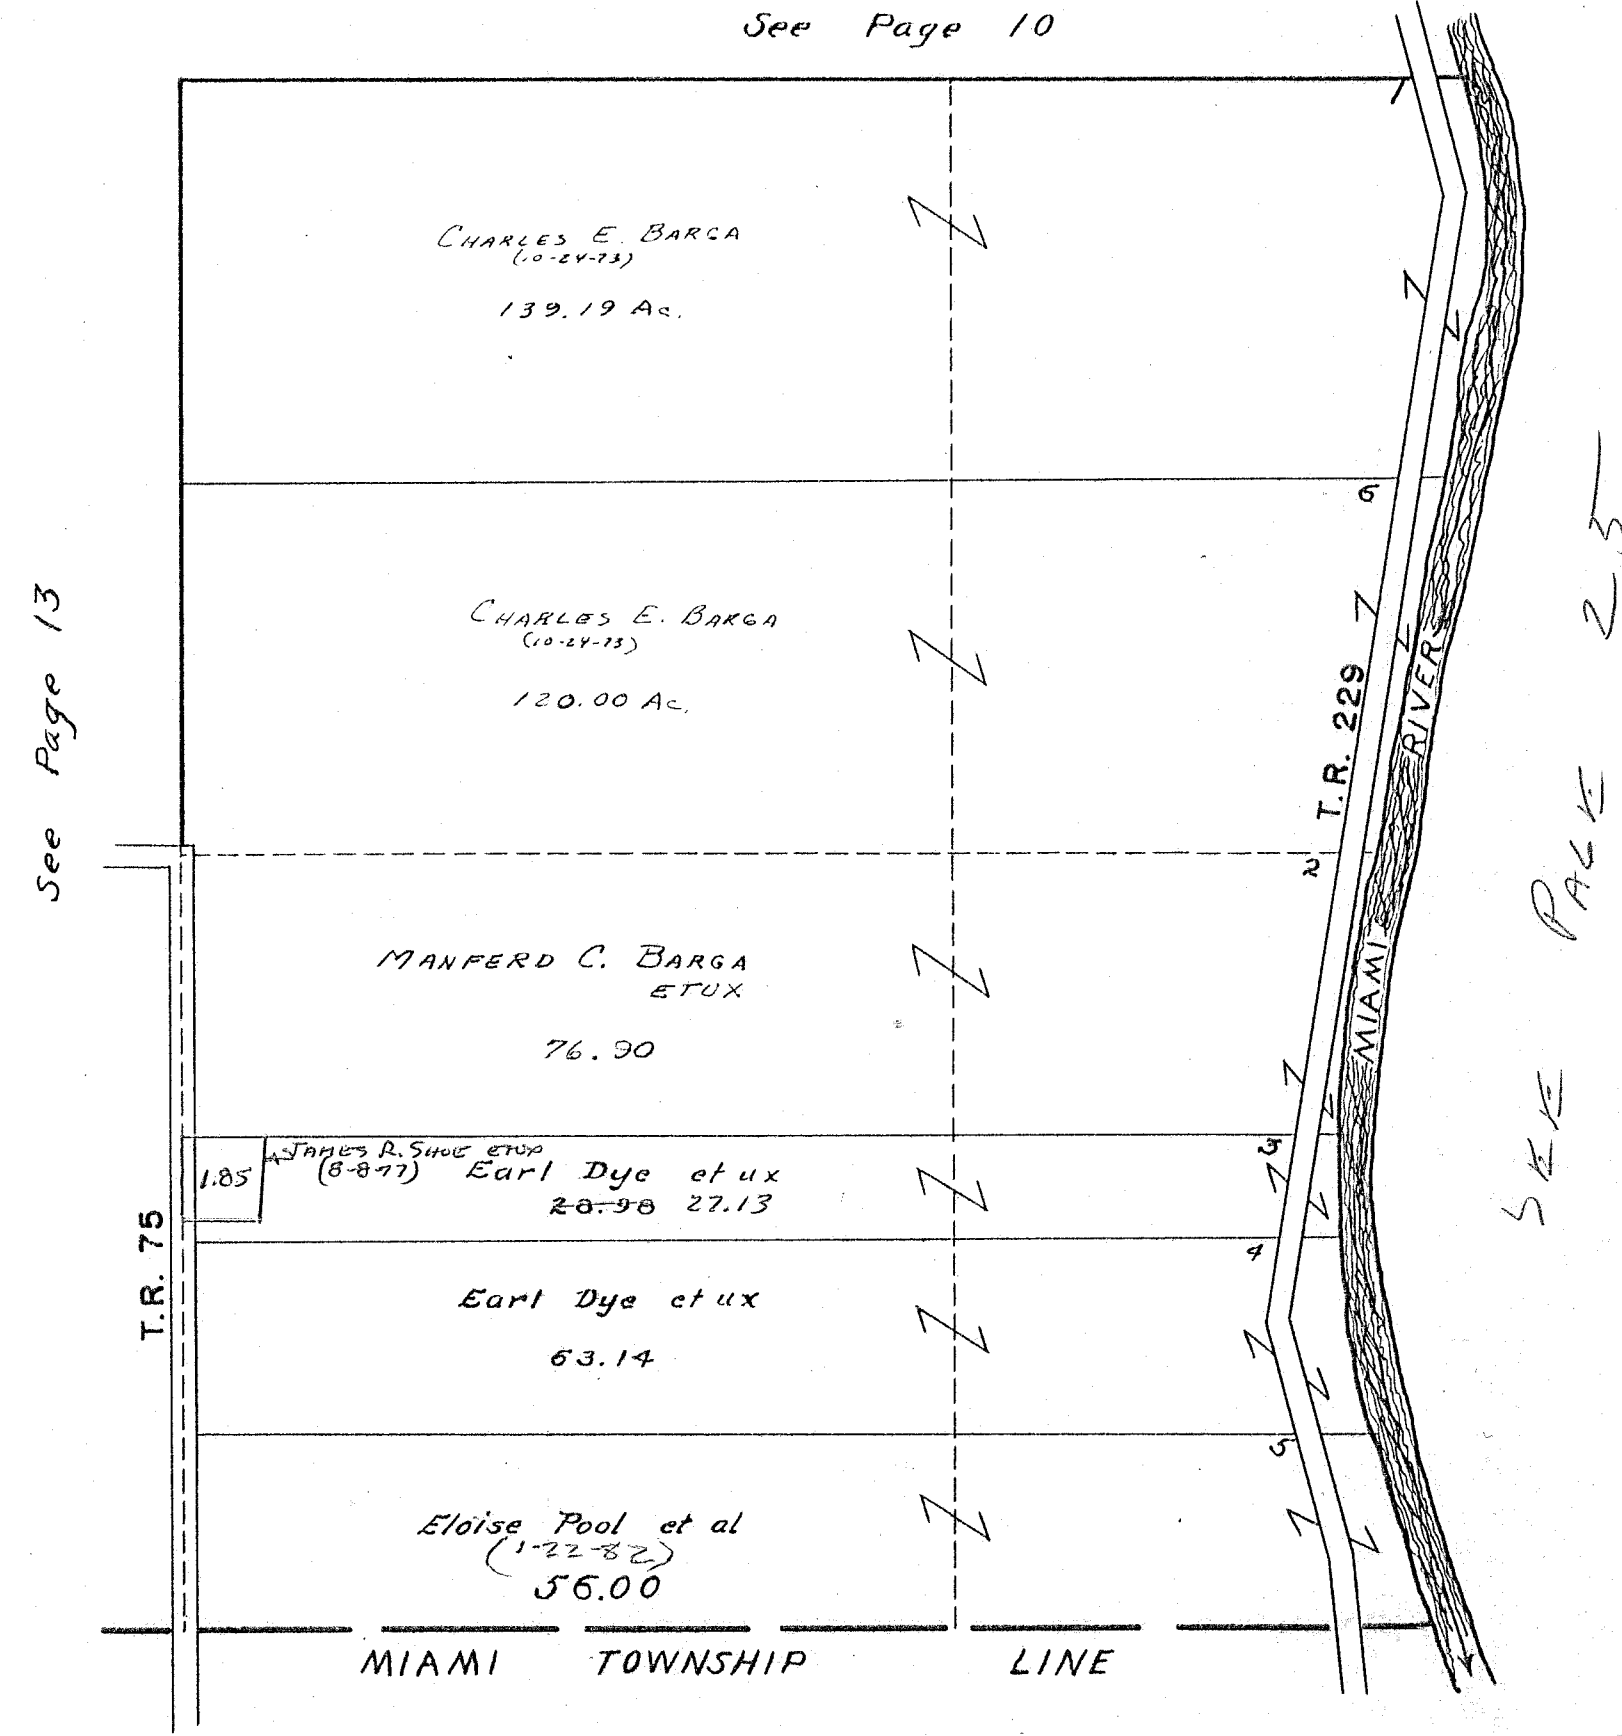 See Page 10
1
CHARLES E. BARGA
(10-24-73)
139.19 Ac.
6
CHARLES E. BARGA
(10-24-73)
120.00 Ac.
See Page 13
T.R. 229
MIAMI RIVER
2
SEE PAGE 25
MANFERD C. BARGA
ETUX
76.90
3
1.85
JAMES R. SHUE ETUX
(8-8-77)
Earl Dye et ux
28.98 27.13
4
T.R. 75
Earl Dye et ux
63.14
5
Eloise Pool et al
(1-22-82)
56.00
MIAMI TOWNSHIP LINE